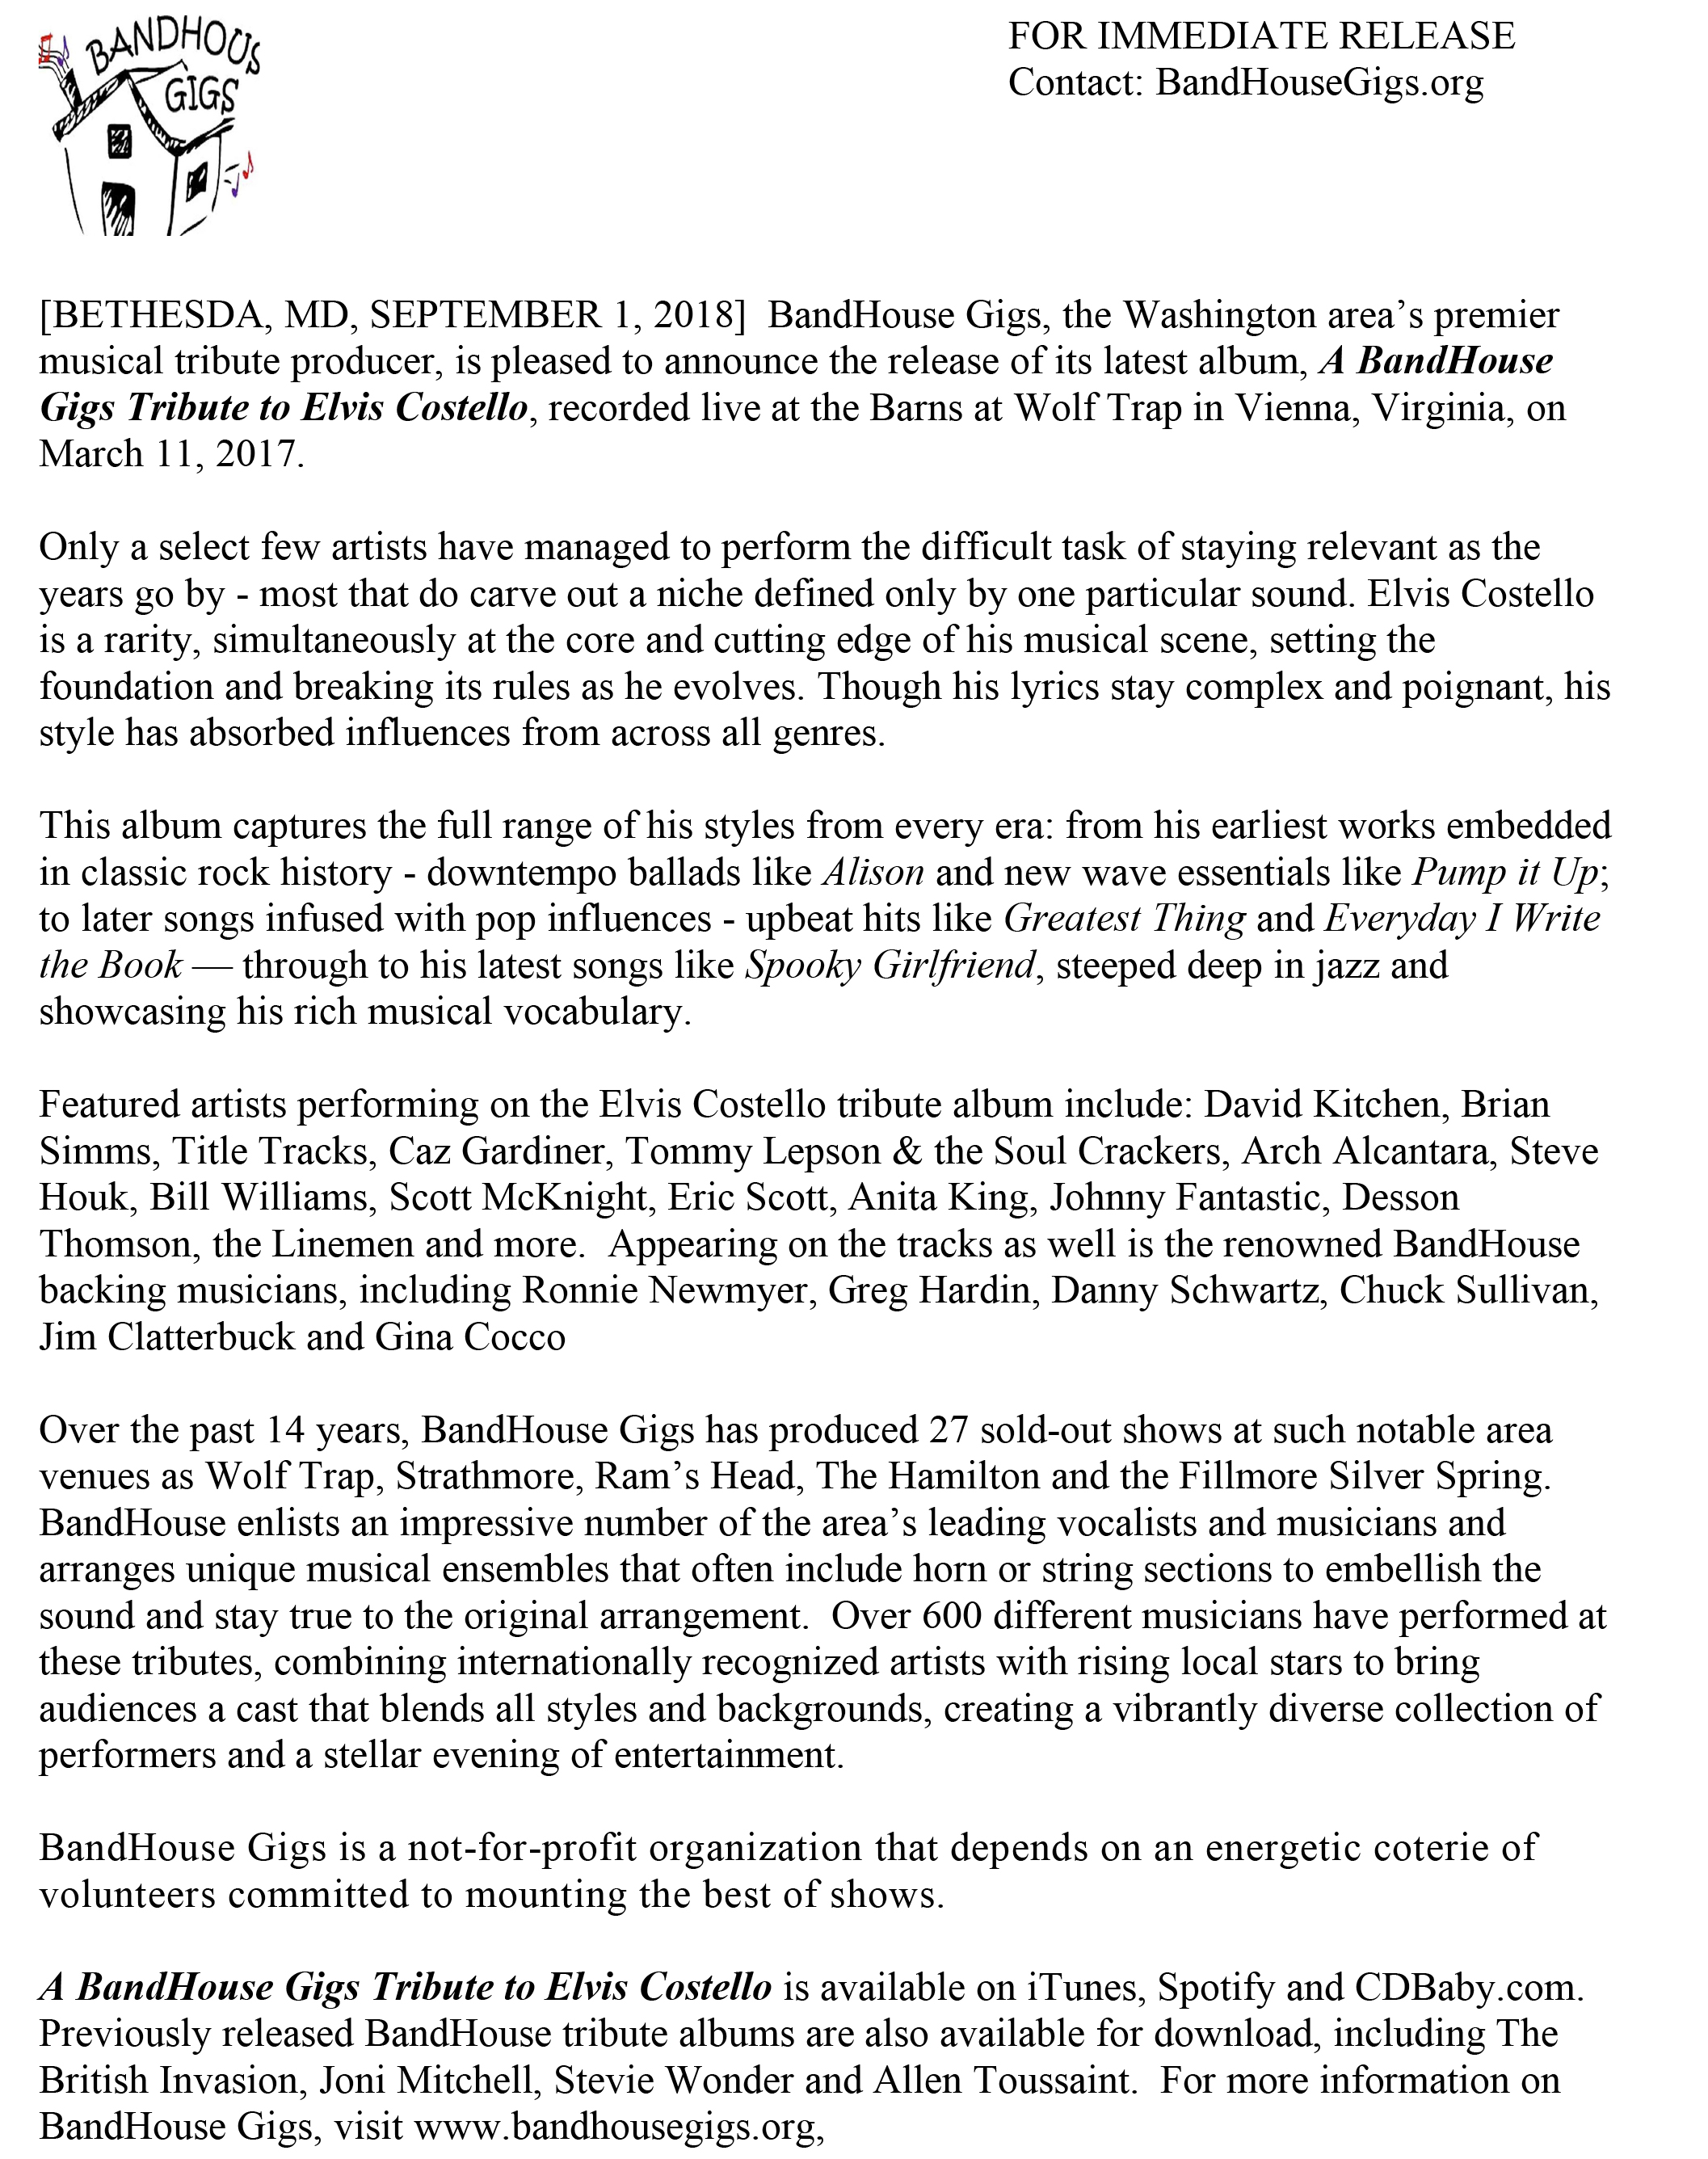 BANDHOUS
GIGS
FOR IMMEDIATE RELEASE
Contact: BandHouseGigs.org
[BETHESDA, MD, SEPTEMBER 1, 2018]  BandHouse Gigs, the Washington area’s premier
musical tribute producer, is pleased to announce the release of its latest album, A BandHouse
Gigs Tribute to Elvis Costello, recorded live at the Barns at Wolf Trap in Vienna, Virginia, on
March 11, 2017.
Only a select few artists have managed to perform the difficult task of staying relevant as the
years go by - most that do carve out a niche defined only by one particular sound. Elvis Costello
is a rarity, simultaneously at the core and cutting edge of his musical scene, setting the
foundation and breaking its rules as he evolves. Though his lyrics stay complex and poignant, his
style has absorbed influences from across all genres.
This album captures the full range of his styles from every era: from his earliest works embedded
in classic rock history - downtempo ballads like Alison and new wave essentials like Pump it Up;
to later songs infused with pop influences - upbeat hits like Greatest Thing and Everyday I Write
the Book — through to his latest songs like Spooky Girlfriend, steeped deep in jazz and
showcasing his rich musical vocabulary.
Featured artists performing on the Elvis Costello tribute album include: David Kitchen, Brian
Simms, Title Tracks, Caz Gardiner, Tommy Lepson & the Soul Crackers, Arch Alcantara, Steve
Houk, Bill Williams, Scott McKnight, Eric Scott, Anita King, Johnny Fantastic, Desson
Thomson, the Linemen and more.  Appearing on the tracks as well is the renowned BandHouse
backing musicians, including Ronnie Newmyer, Greg Hardin, Danny Schwartz, Chuck Sullivan,
Jim Clatterbuck and Gina Cocco
Over the past 14 years, BandHouse Gigs has produced 27 sold-out shows at such notable area
venues as Wolf Trap, Strathmore, Ram’s Head, The Hamilton and the Fillmore Silver Spring.
BandHouse enlists an impressive number of the area’s leading vocalists and musicians and
arranges unique musical ensembles that often include horn or string sections to embellish the
sound and stay true to the original arrangement.  Over 600 different musicians have performed at
these tributes, combining internationally recognized artists with rising local stars to bring
audiences a cast that blends all styles and backgrounds, creating a vibrantly diverse collection of
performers and a stellar evening of entertainment.
BandHouse Gigs is a not-for-profit organization that depends on an energetic coterie of
volunteers committed to mounting the best of shows.
A BandHouse Gigs Tribute to Elvis Costello is available on iTunes, Spotify and CDBaby.com.
Previously released BandHouse tribute albums are also available for download, including The
British Invasion, Joni Mitchell, Stevie Wonder and Allen Toussaint.  For more information on
BandHouse Gigs, visit www.bandhousegigs.org,